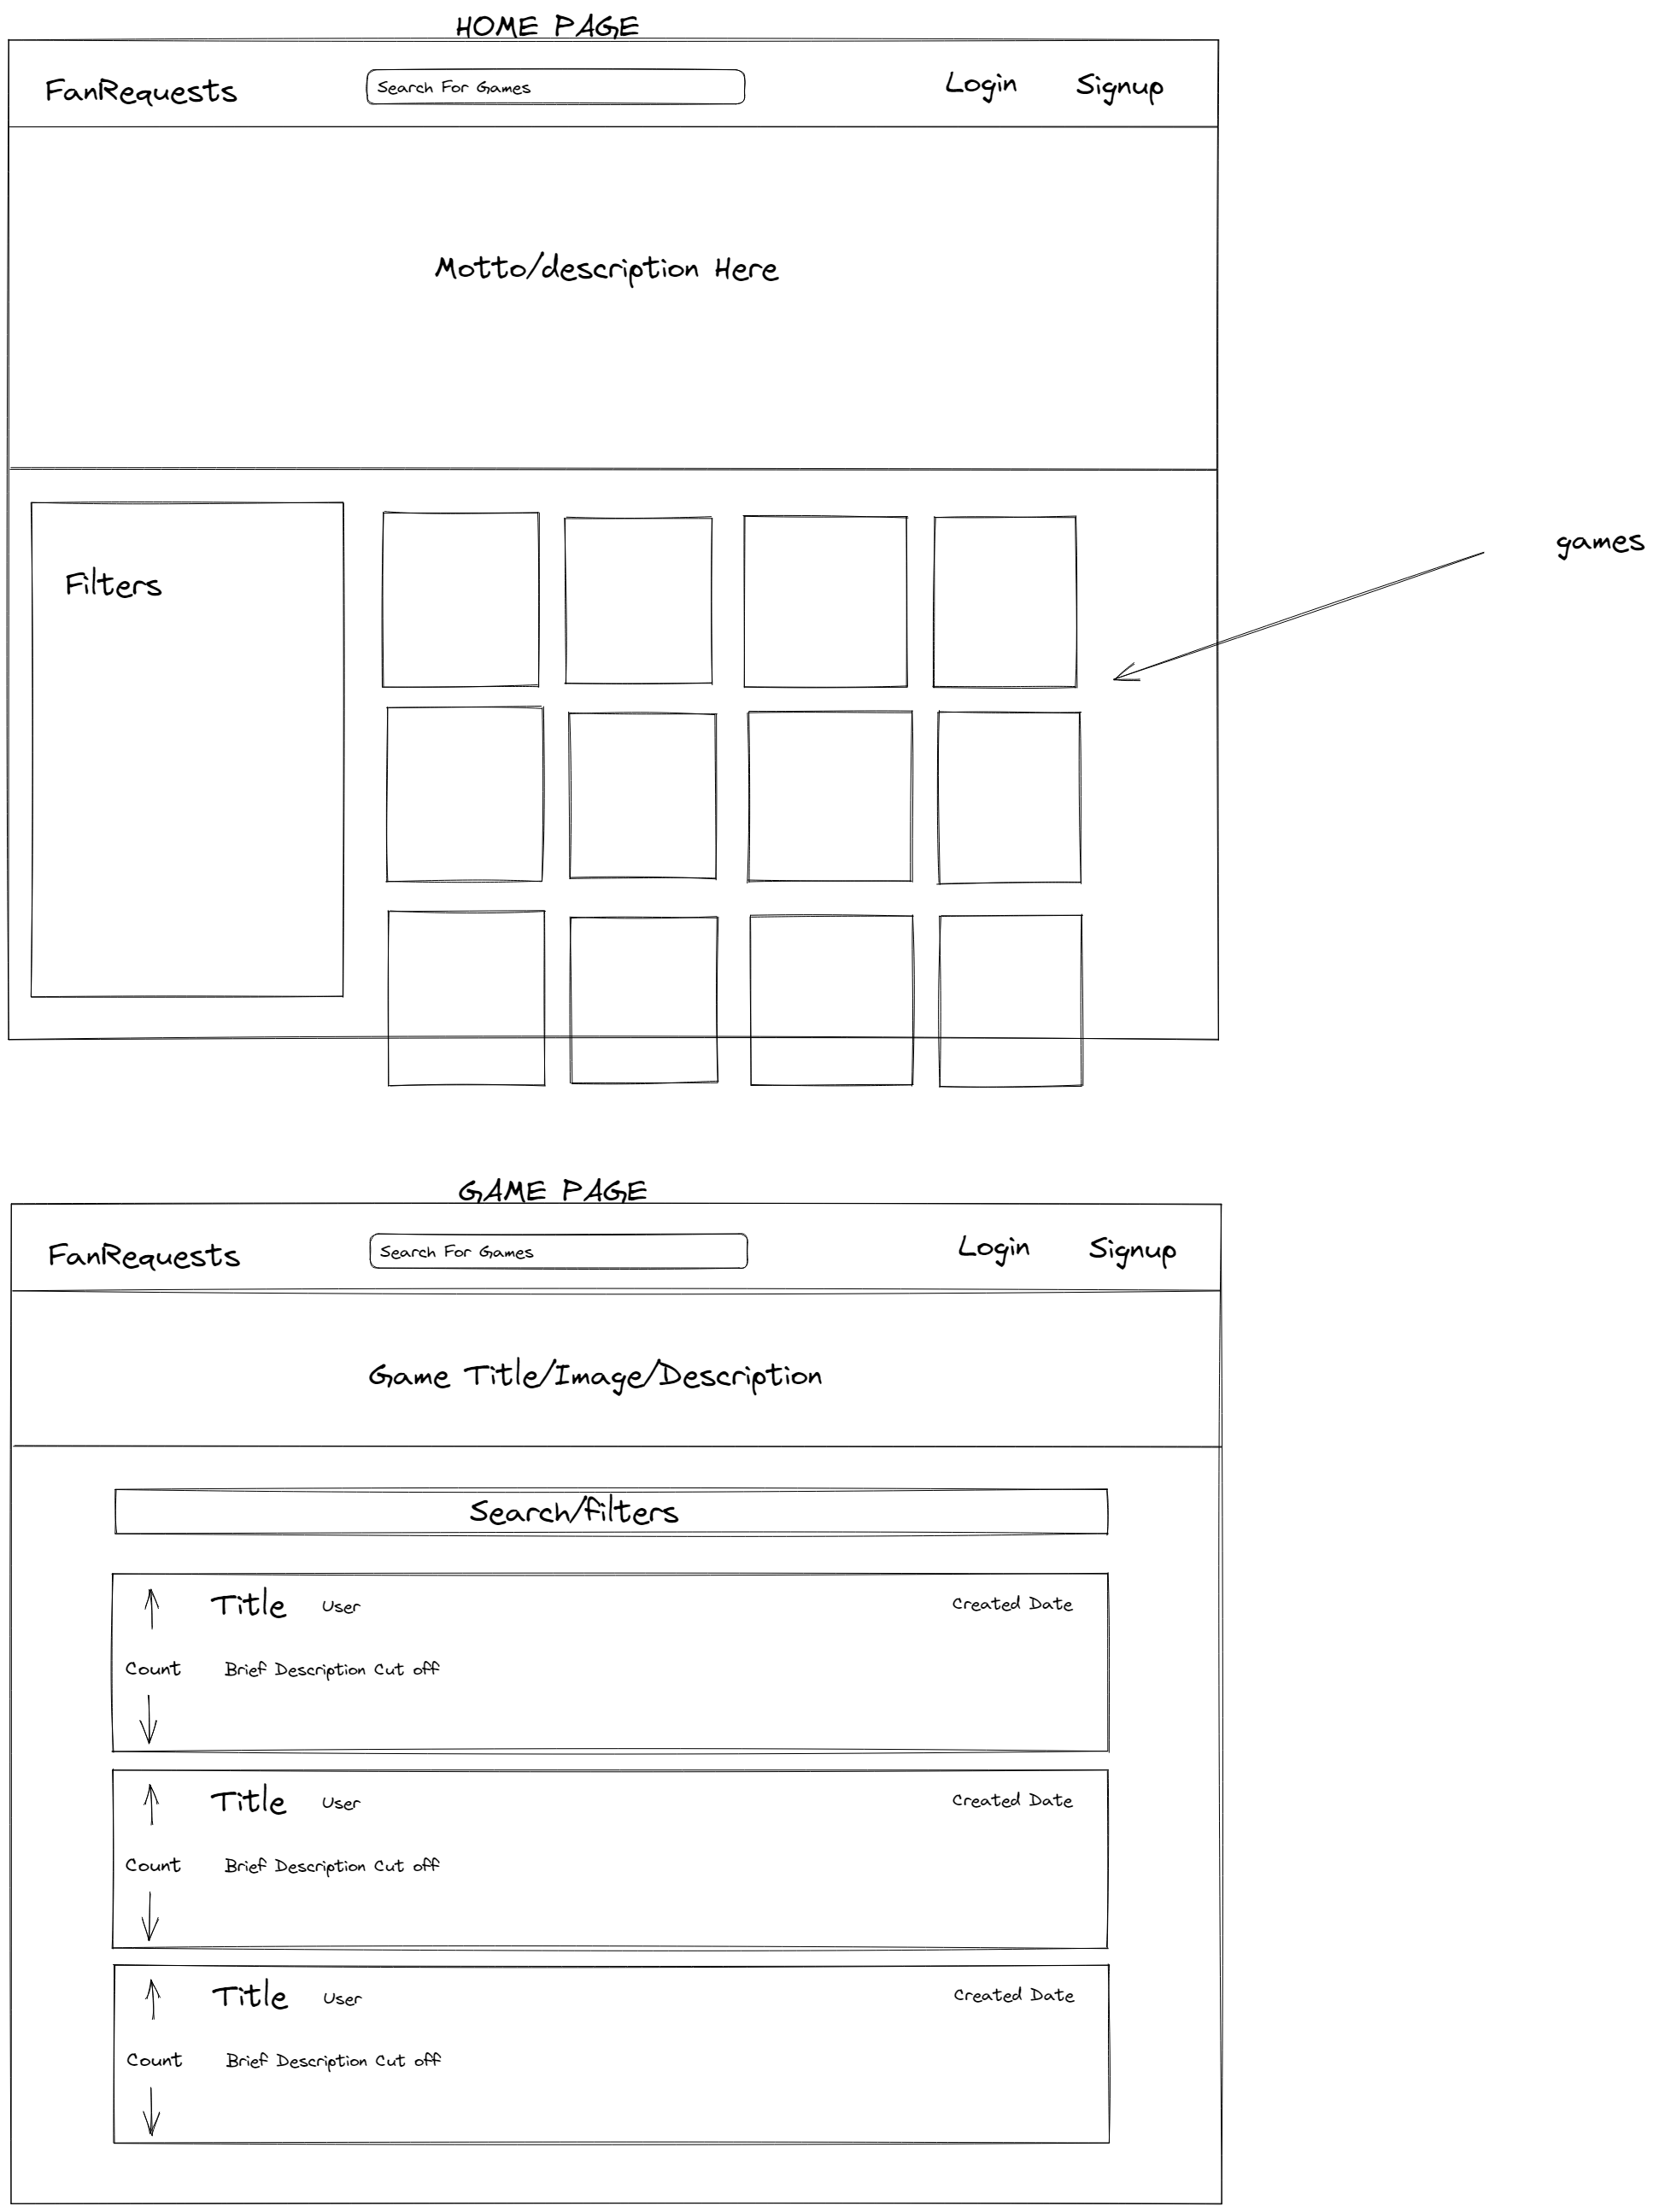 HOME PAGE
FanRequests
Search For Games
Login
Signup
Motto/description Here
Filters
games
GAME PAGE
FanRequests
Search For Games
Login
Signup
Game Title/Image/Description
Search/filters
Title
User
Created Date
Count
Brief Description Cut off
Title
User
Created Date
Count
Brief Description Cut off
Title
User
Created Date
Count
Brief Description Cut off